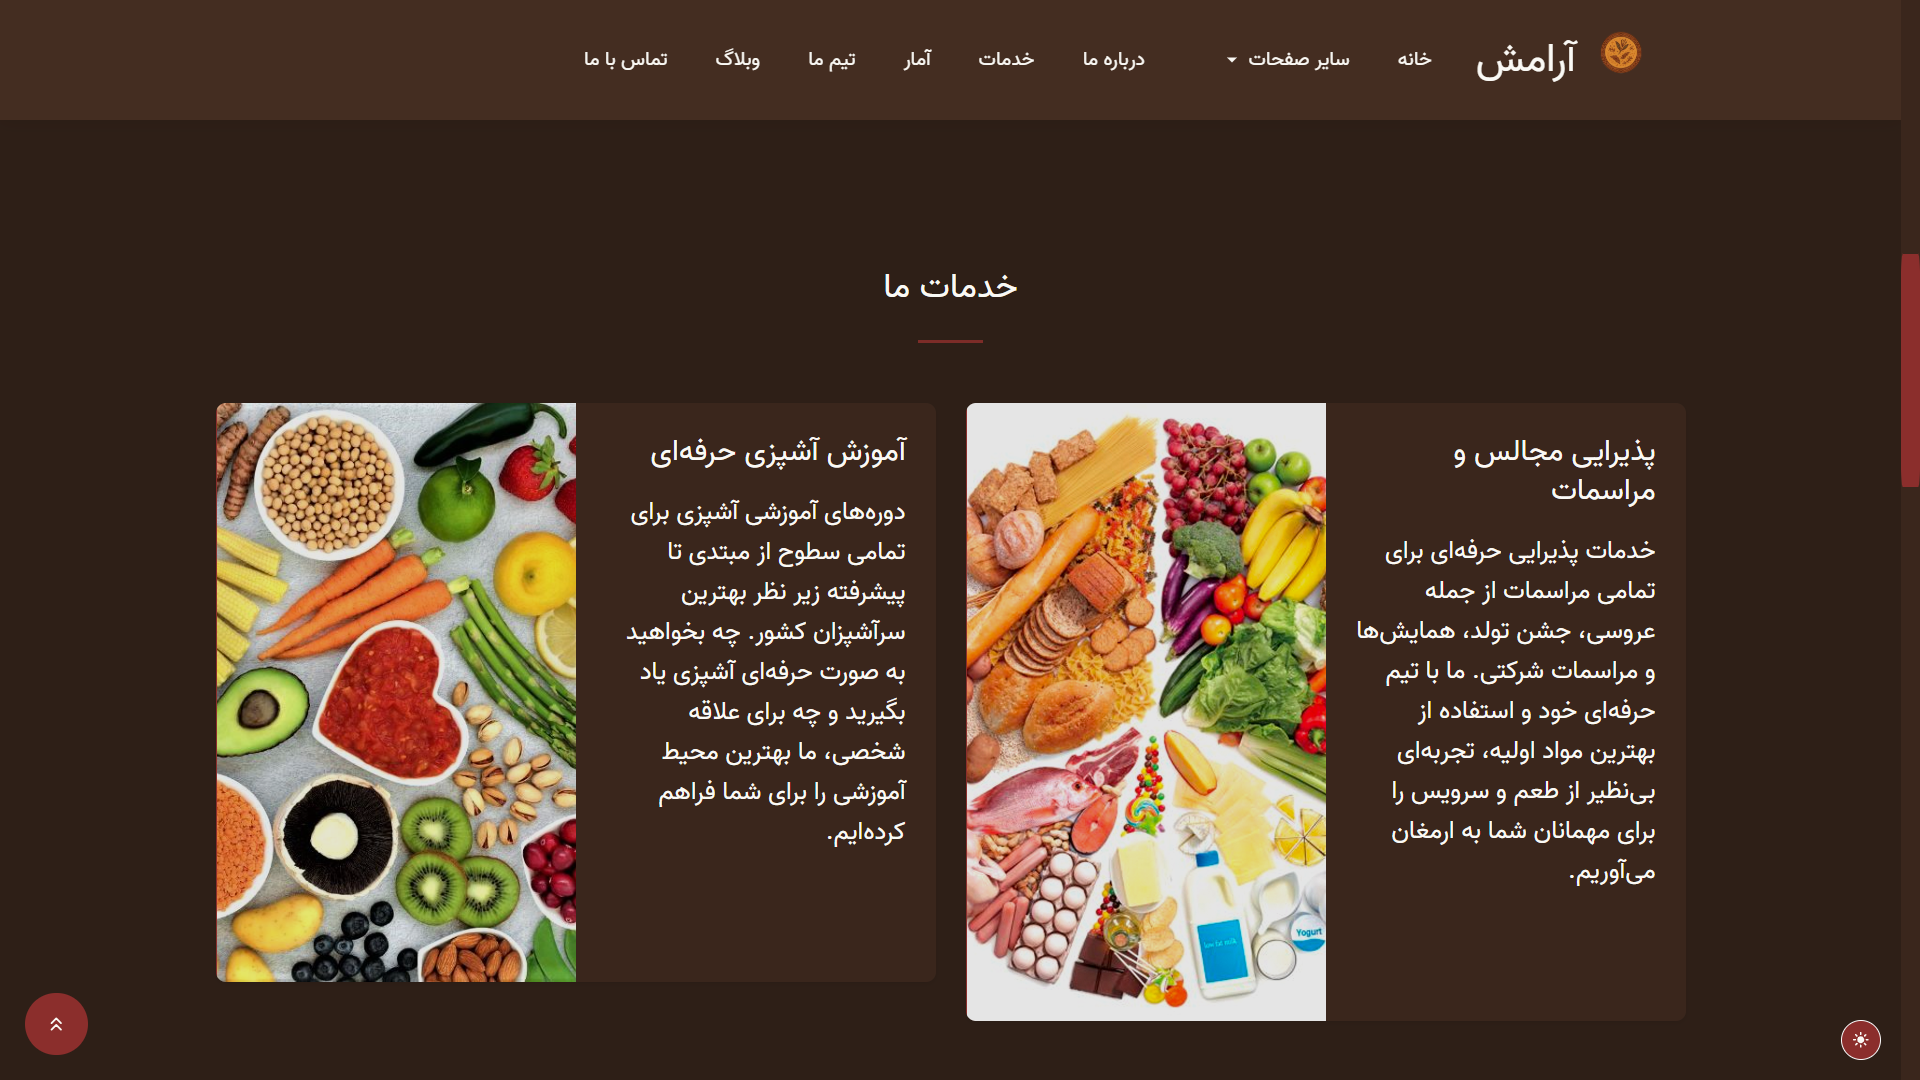 آرامش
خانه
سایر صفحات
درباره ما
خدمات
آمار
تیم ما
وبلاگ
تماس با ما
خدمات ما
پذیرایی مجالس و
مراسمات
خدمات پذیرایی حرفه‌ای برای
تمامی مراسمات از جمله
عروسی، جشن تولد، همایش‌ها
و مراسمات شرکتی. ما با تیم
حرفه‌ای خود و استفاده از
بهترین مواد اولیه، تجربه‌ای
بی‌نظیر از طعم و سرویس را
برای مهمانان شما به ارمغان
می‌آوریم.
Yogurt
low fat milk
آموزش آشپزی حرفه‌ای
دوره‌های آموزشی آشپزی برای
تمامی سطوح از مبتدی تا
پیشرفته زیر نظر بهترین
سرآشپزان کشور. چه بخواهید
به صورت حرفه‌ای آشپزی یاد
بگیرید و چه برای علاقه
شخصی، ما بهترین محیط
آموزشی را برای شما فراهم
کرده‌ایم.